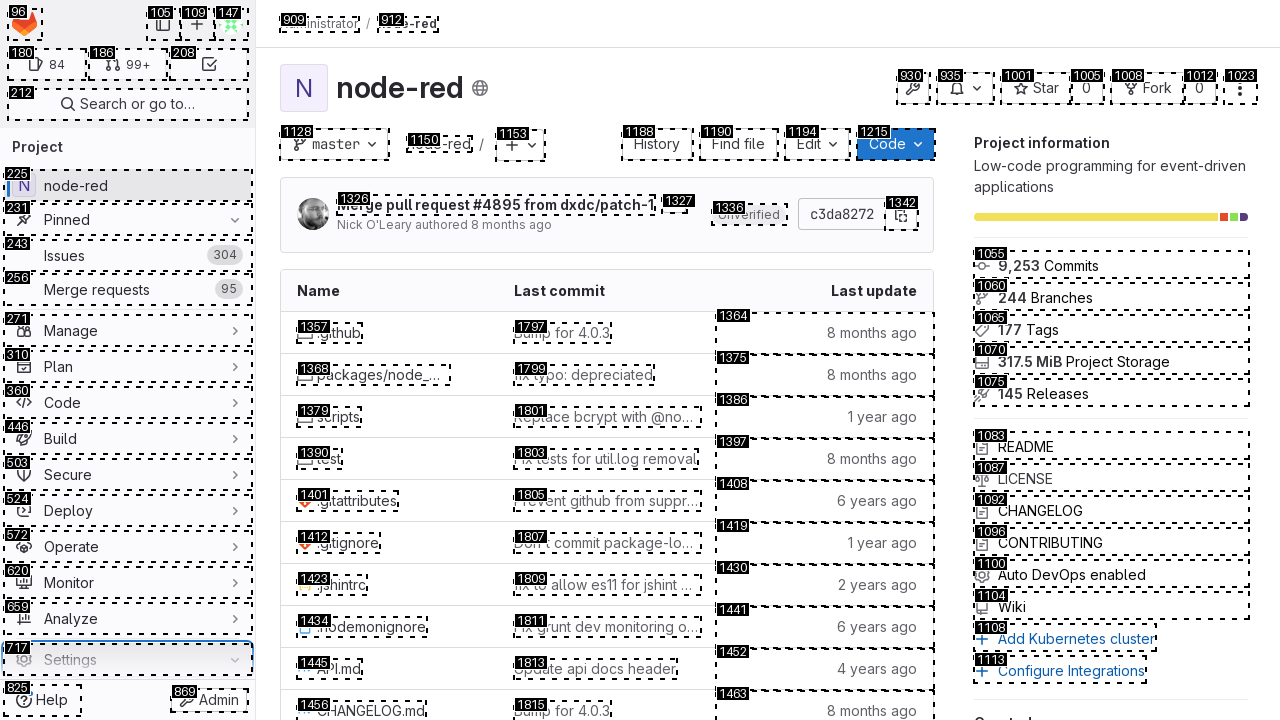 96
105
109
147
180
84
186
99+
208
212
Search or go to…
Project
225
N
node-red
231
Pinned
243
Issues
304
256
Merge requests
95
271
Manage
310
Plan
360
Code
446
Build
503
Secure
524
Deploy
572
Operate
620
Monitor
659
Analyze
717
Settings
825
Help
869
Admin
909
912
Administrator / node-red
N
node-red
930
935
1001
Star
1005
0
1008
Fork
1012
0
1023
1128
master
1150
node-red /
1153
1188
History
1190
Find file
1194
Edit
1215
Code
1326
Merge pull request #4895 from dxdc/patch-1
1327
Nick O'Leary authored 8 months ago
1336
Unverified
c3da8272
1342
Name Last commit Last update
1357
.github
1797
Bump for 4.0.3
1364
8 months ago
1368
packages/node_…
1799
fix typo: depreciated
1375
8 months ago
1379
scripts
1801
Replace bcrypt with @no…
1386
1 year ago
1390
test
1803
Fix tests for util.log removal
1397
8 months ago
1401
.gitattributes
1805
Prevent github from suppr…
1408
6 years ago
1412
.gitignore
1807
Don't commit package-lo…
1419
1 year ago
1423
.jshintrc
1809
fix to allow es11 for jshint …
1430
2 years ago
1434
.nodemonignore
1811
Fix grunt dev monitoring o…
1441
6 years ago
1445
API.md
1813
Update api docs header
1452
4 years ago
1456
CHANGELOG.md
1815
Bump for 4.0.3
1463
8 months ago
Project information
Low-code programming for event-driven
applications
1055
9,253 Commits
1060
244 Branches
1065
177 Tags
1070
317.5 MiB Project Storage
1075
145 Releases
1083
README
1087
LICENSE
1092
CHANGELOG
1096
CONTRIBUTING
1100
Auto DevOps enabled
1104
Wiki
1108
Add Kubernetes cluster
1113
Configure Integrations